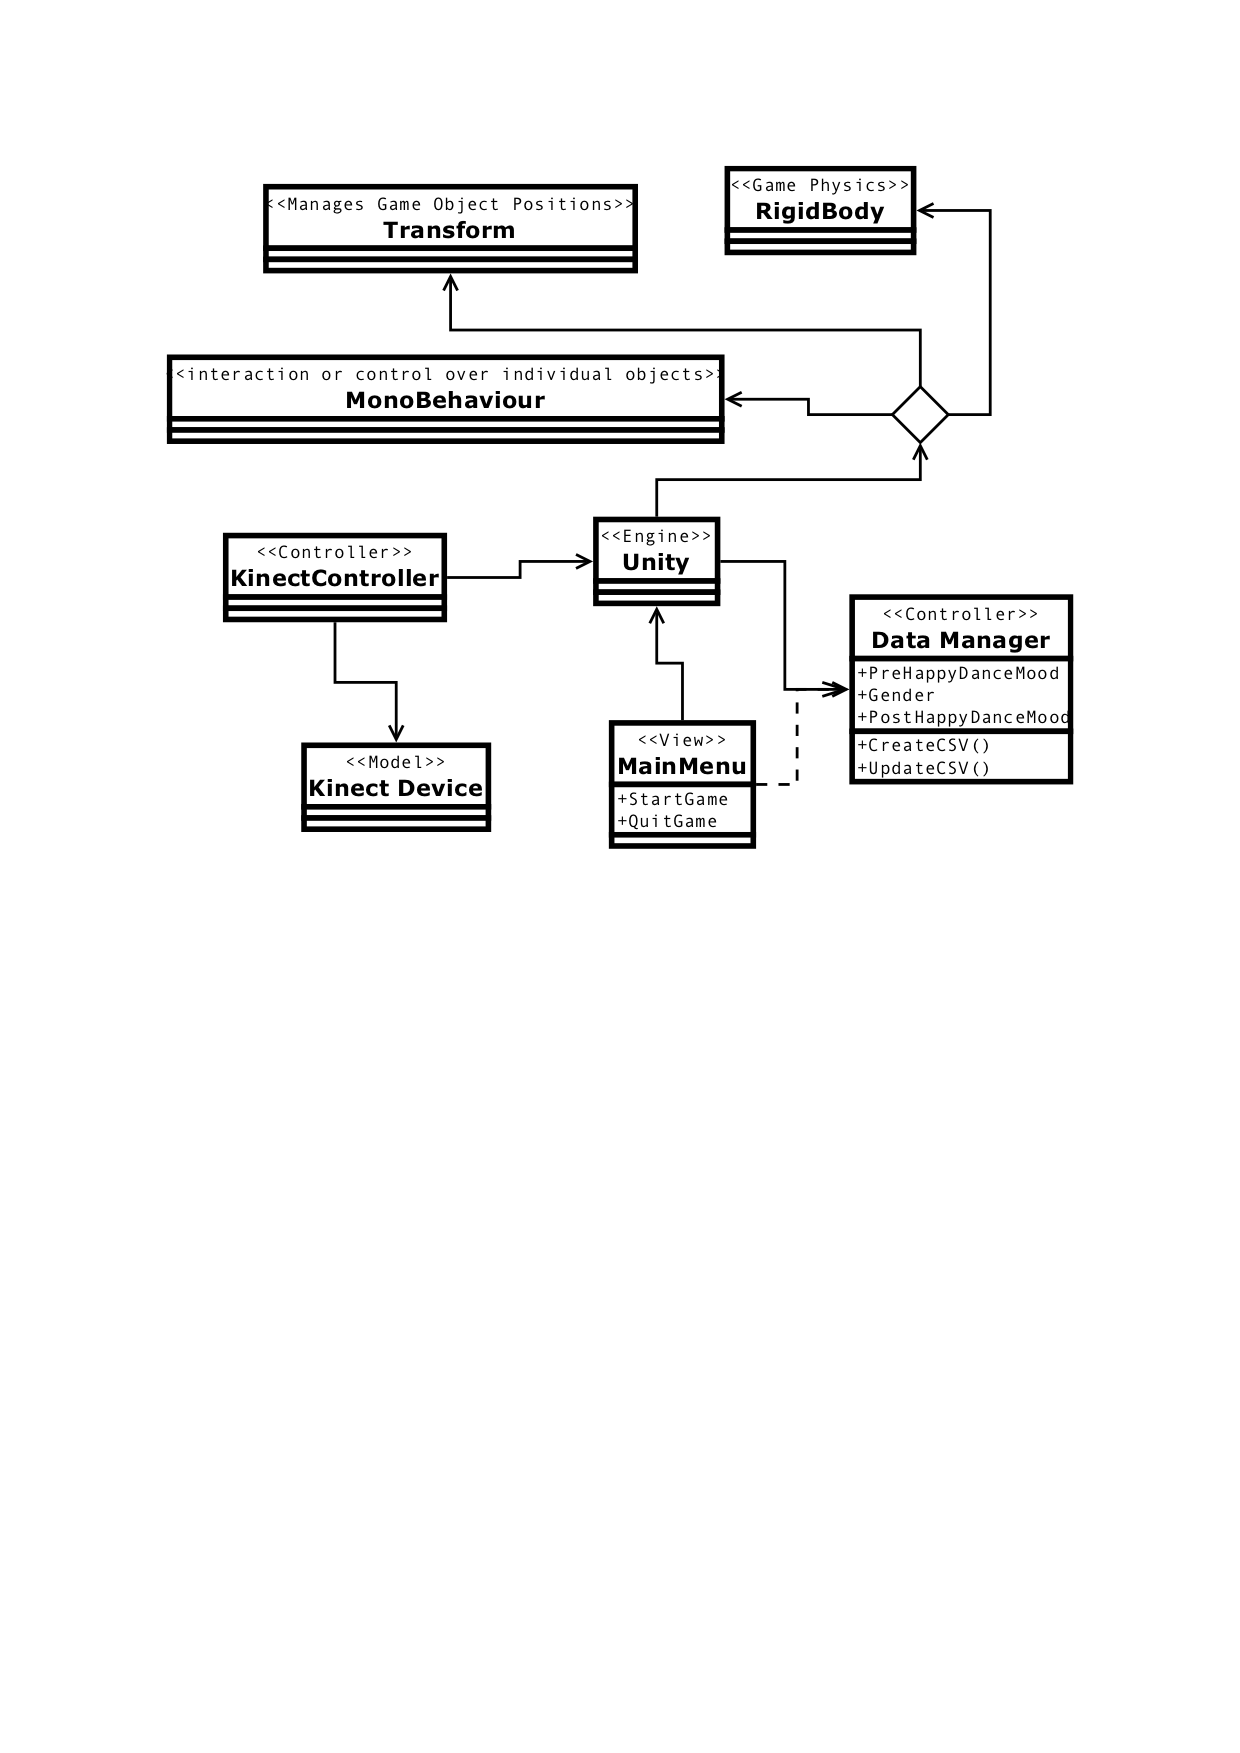 <<Game Physics>>
RigidBody
<<Manages Game Object Positions>>
Transform
<<interaction or control over individual objects>>
MonoBehaviour
<<Engine>>
Unity
<<Controller>>
KinectController
<<Controller>>
Data Manager
+PreHappyDanceMood
+Gender
+PostHappyDanceMood
+CreateCSV()
+UpdateCSV()
<<View>>
MainMenu
+StartGame
+QuitGame
<<Model>>
Kinect Device